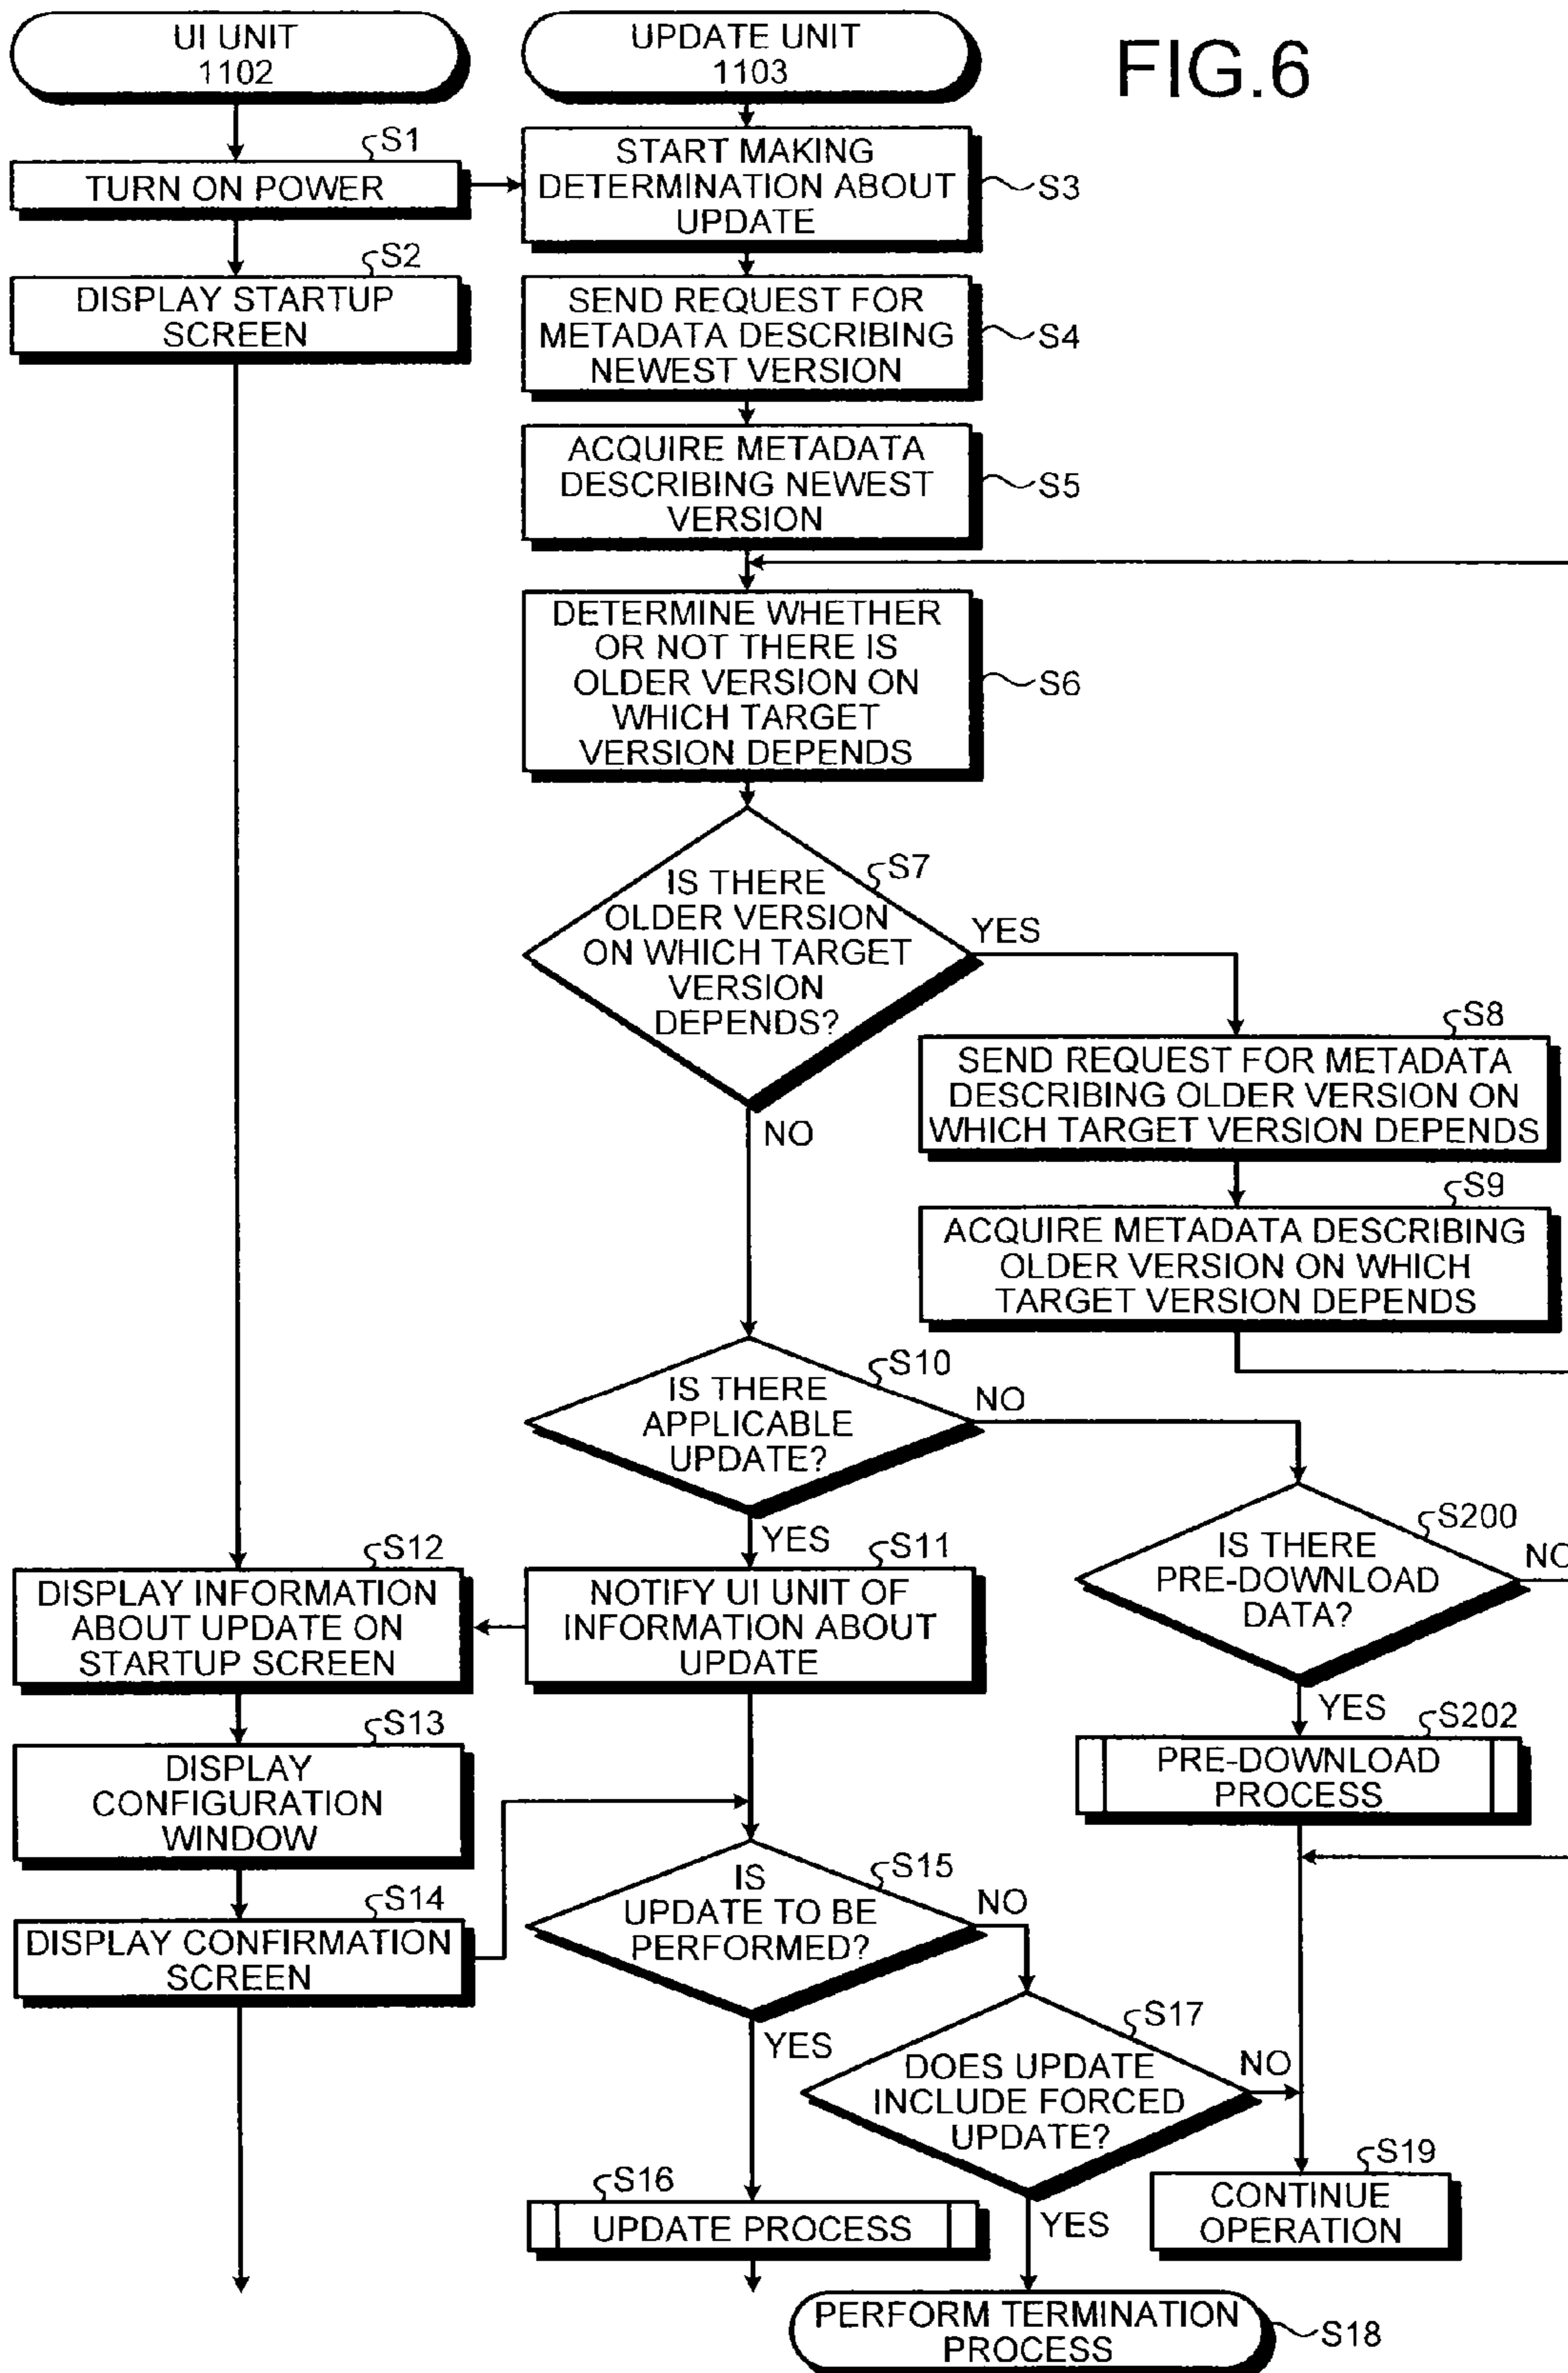 FIG.6
UI UNIT
1102
UPDATE UNIT
1103
S1
TURN ON POWER
START MAKING
DETERMINATION ABOUT
UPDATE
S3
S2
DISPLAY STARTUP
SCREEN
SEND REQUEST FOR
METADATA DESCRIBING
NEWEST VERSION
S4
ACQUIRE METADATA
DESCRIBING NEWEST
VERSION
S5
DETERMINE WHETHER
OR NOT THERE IS
OLDER VERSION ON
WHICH TARGET
VERSION DEPENDS
S6
S7
IS THERE
OLDER VERSION
ON WHICH TARGET
VERSION
DEPENDS?
YES
NO
S8
SEND REQUEST FOR METADATA
DESCRIBING OLDER VERSION ON
WHICH TARGET VERSION DEPENDS
S9
ACQUIRE METADATA DESCRIBING
OLDER VERSION ON WHICH
TARGET VERSION DEPENDS
S10
IS THERE
APPLICABLE
UPDATE?
NO
YES
S200
IS THERE
PRE-DOWNLOAD
DATA?
NO
YES
S12
DISPLAY INFORMATION
ABOUT UPDATE ON
STARTUP SCREEN
S11
NOTIFY UI UNIT OF
INFORMATION ABOUT
UPDATE
S202
PRE-DOWNLOAD
PROCESS
S13
DISPLAY
CONFIGURATION
WINDOW
S14
DISPLAY CONFIRMATION
SCREEN
S15
IS
UPDATE TO BE
PERFORMED?
NO
YES
S17
DOES UPDATE
INCLUDE FORCED
UPDATE?
NO
YES
S16
UPDATE PROCESS
S19
CONTINUE
OPERATION
PERFORM TERMINATION
PROCESS
S18